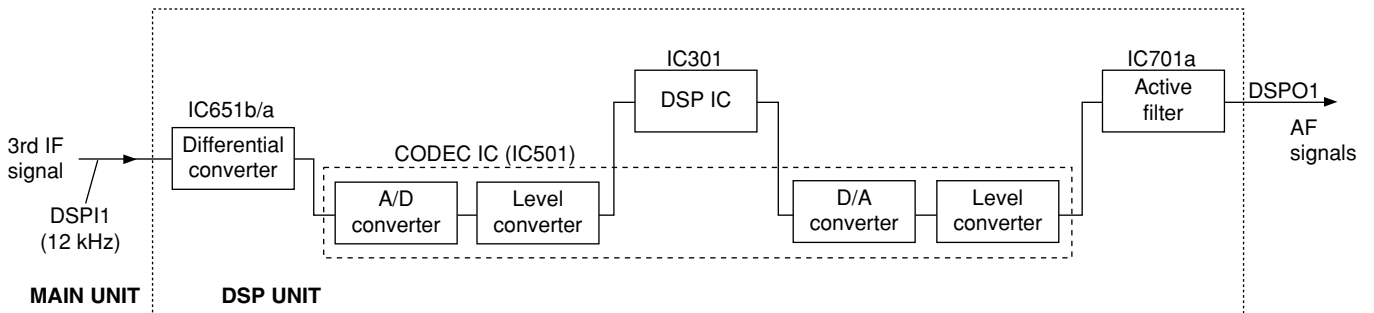 IC301
DSP IC
IC701a
Active
filter
DSPO1
AF
signals
IC651b/a
Differential
converter
3rd IF
signal
DSPI1
(12 kHz)
CODEC IC (IC501)
A/D
converter
Level
converter
D/A
converter
Level
converter
MAIN UNIT
DSP UNIT